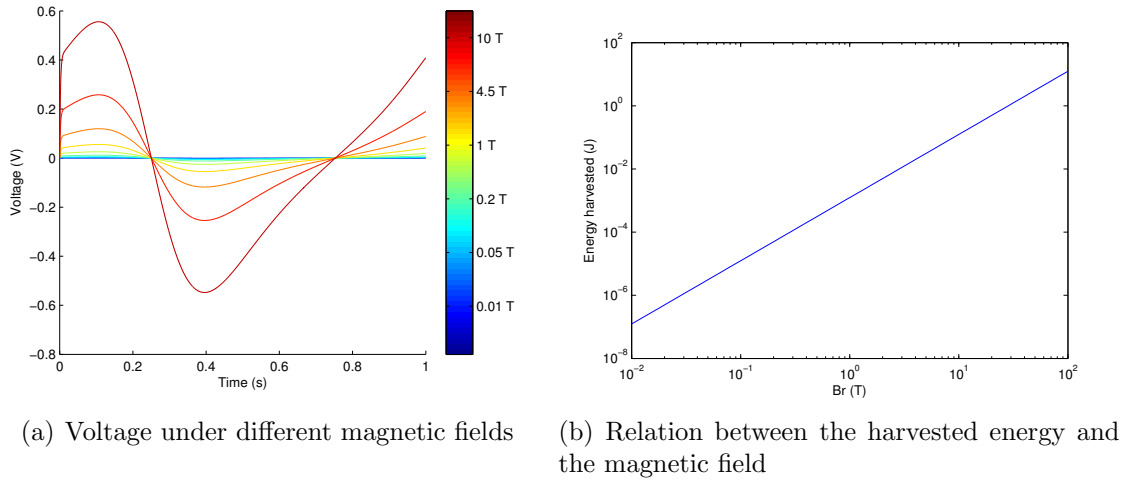 0.6
0.4
0.2
0
−0.2
−0.4
−0.6
−0.8
Voltage (V)
0 0.2 0.4 0.6 0.8 1
Time (s)
10 T
4.5 T
1 T
0.2 T
0.05 T
0.01 T
(a) Voltage under different magnetic fields
10^2
10^0
10^−2
10^−4
10^−6
10^−8
Energy harvested (J)
10^−2 10^−1 10^0 10^1 10^2
Br (T)
(b) Relation between the harvested energy and
the magnetic field